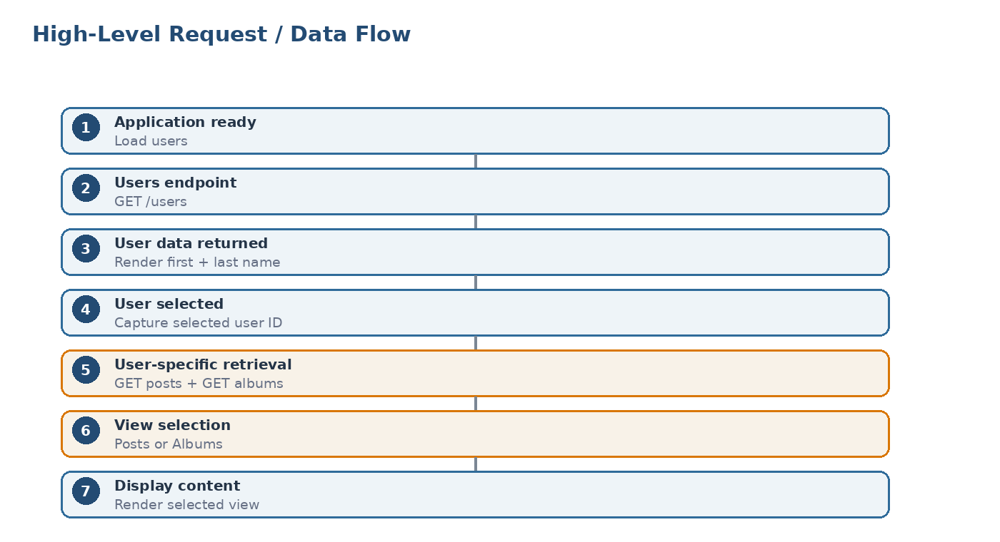 High-Level Request / Data Flow
1
Application ready
Load users
2
Users endpoint
GET /users
3
User data returned
Render first + last name
4
User selected
Capture selected user ID
5
User-specific retrieval
GET posts + GET albums
6
View selection
Posts or Albums
7
Display content
Render selected view